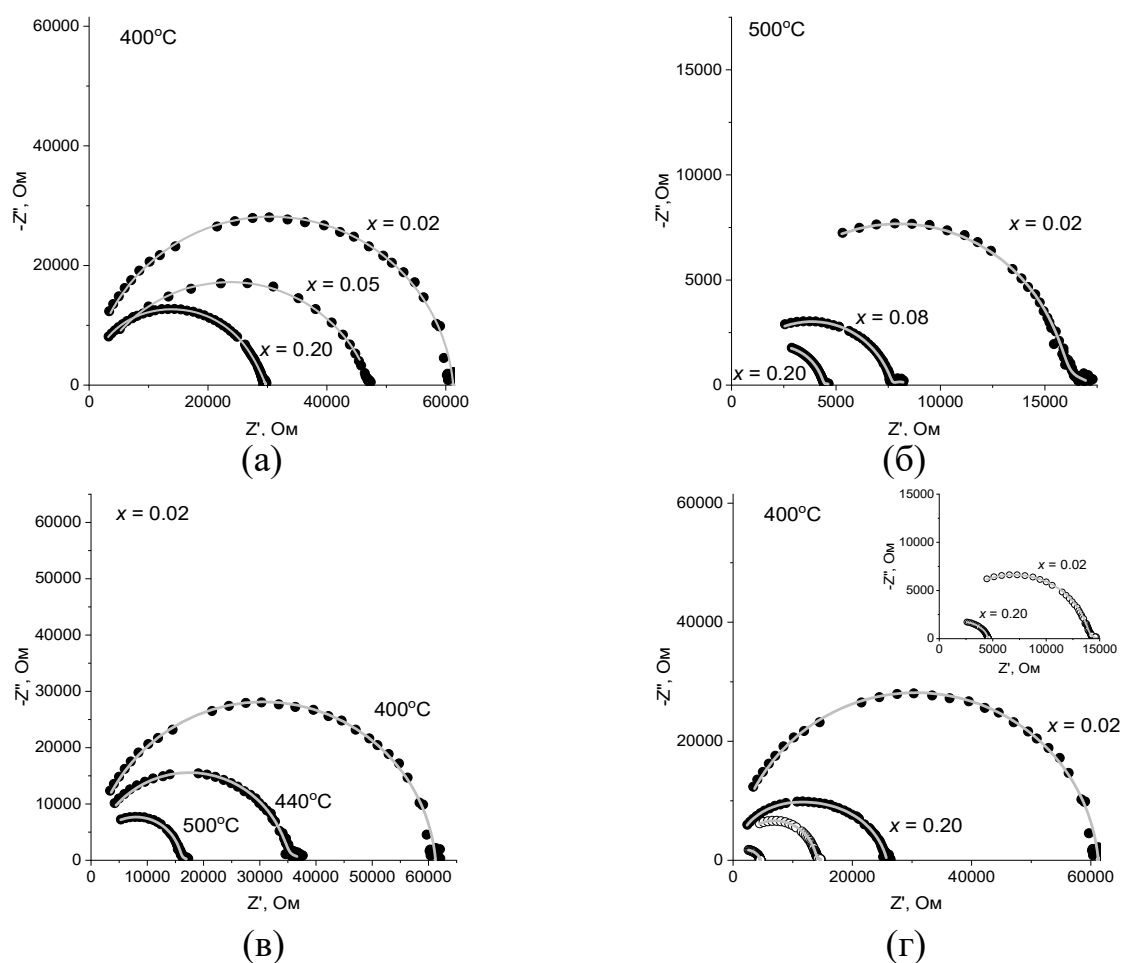 400°C
60000
40000
20000
0
-Z'', Ом
x = 0.02
x = 0.05
x = 0.20
0 20000 40000 60000
Z', Ом
(а)
500°C
15000
10000
5000
0
-Z'',Ом
x = 0.02
x = 0.08
x = 0.20
0 5000 10000 15000
Z', Ом
(б)
x = 0.02
60000
50000
40000
30000
20000
10000
0
-Z'', Ом
400°C
440°C
500°C
0 10000 20000 30000 40000 50000 60000
Z', Ом
(в)
400°C
60000
40000
20000
0
-Z'', Ом
15000
10000
5000
0
-Z'', Ом
x = 0.02
x = 0.20
0 5000 10000 15000
Z', Ом
x = 0.02
x = 0.20
0 20000 40000 60000
Z', Ом
(г)